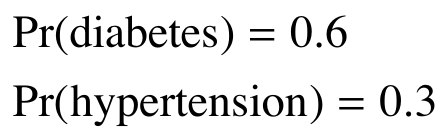 Pr(diabetes) = 0.6
Pr(hypertension) = 0.3